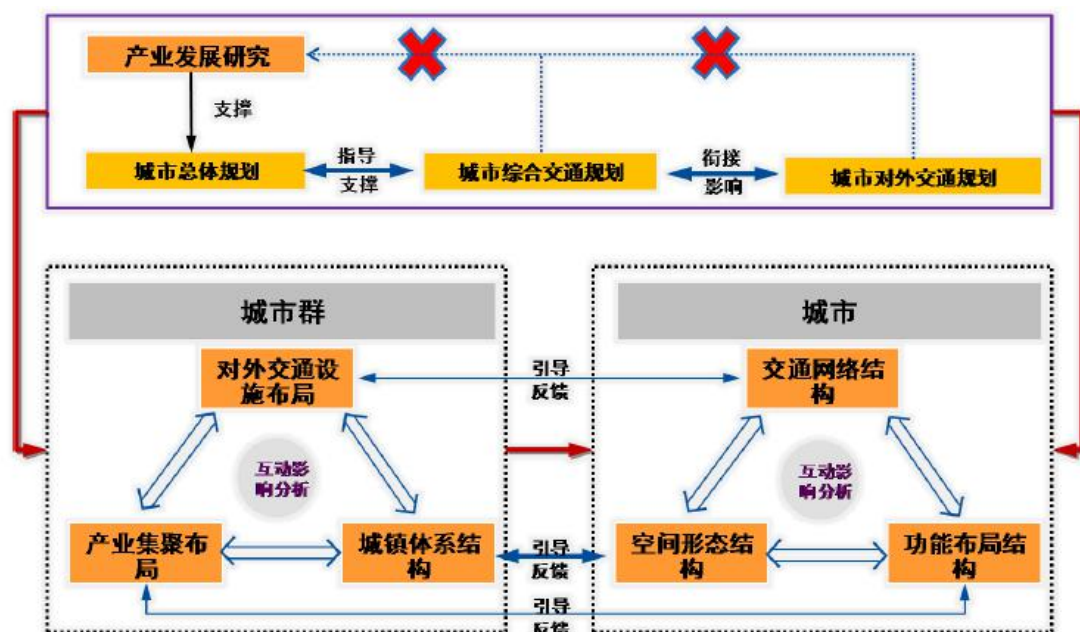 产业发展研究
支撑
城市总体规划
指导
支撑
城市综合交通规划
衔接
影响
城市对外交通规划
城市群
城市
对外交通设
施布局
引导
反馈
交通网络结
构
互动影
响分析
互动影
响分析
产业集聚布
局
城镇体系结
构
引导
反馈
空间形态结
构
功能布局结
构
引导
反馈